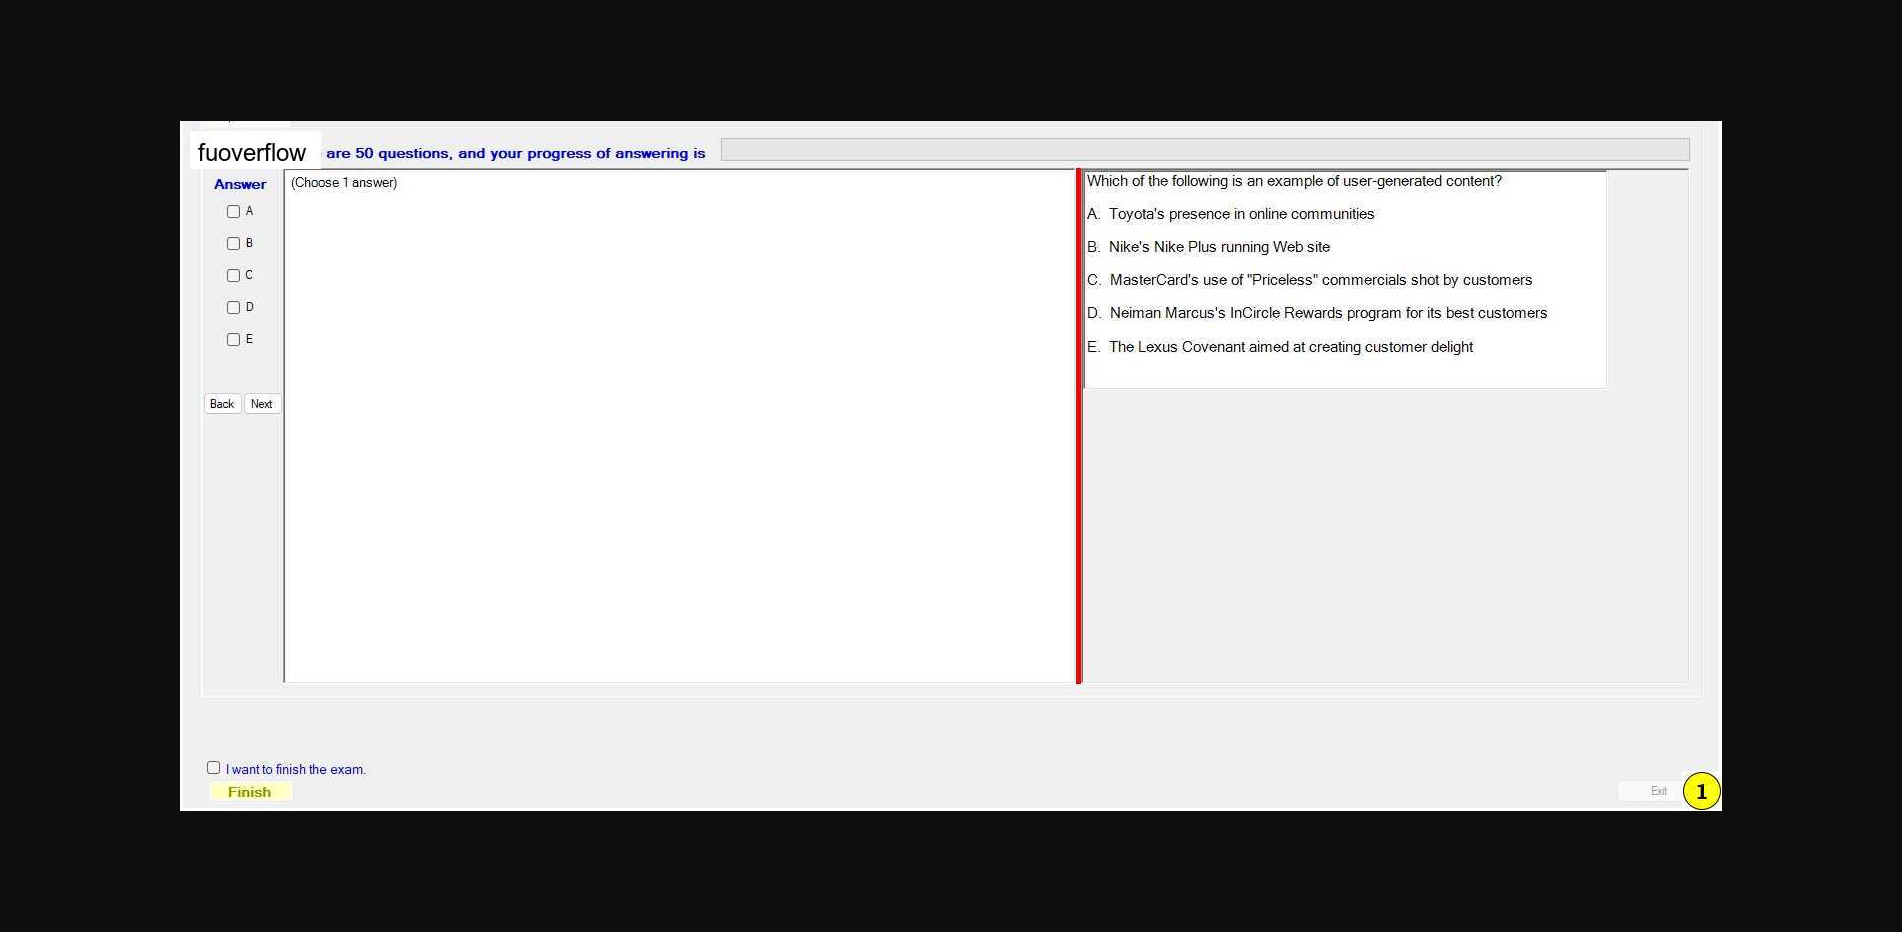 fuoverflow are 50 questions, and your progress of answering is
Answer
A
B
C
D
E
Back Next
(Choose 1 answer)
Which of the following is an example of user-generated content?
A. Toyota's presence in online communities
B. Nike's Nike Plus running Web site
C. MasterCard's use of "Priceless" commercials shot by customers
D. Neiman Marcus's InCircle Rewards program for its best customers
E. The Lexus Covenant aimed at creating customer delight
I want to finish the exam.
Finish
Exit
1